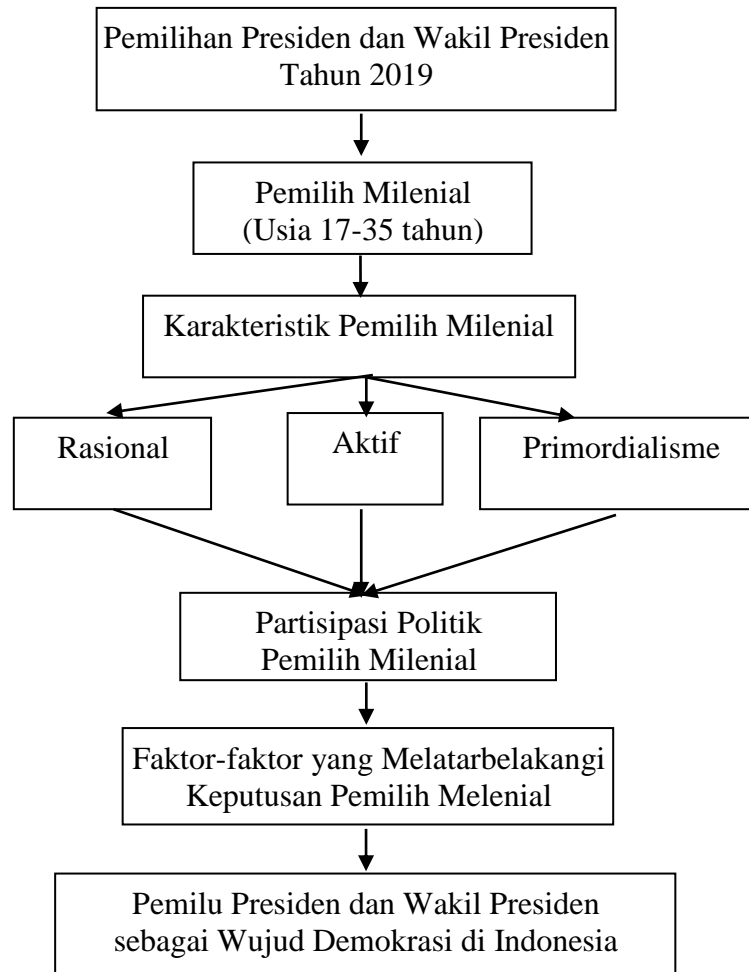 Pemilihan Presiden dan Wakil Presiden
Tahun 2019
Pemilih Milenial
(Usia 17-35 tahun)
Karakteristik Pemilih Milenial
Rasional
Aktif
Primordialisme
Partisipasi Politik
Pemilih Milenial
Faktor-faktor yang Melatarbelakangi
Keputusan Pemilih Melenial
Pemilu Presiden dan Wakil Presiden
sebagai Wujud Demokrasi di Indonesia